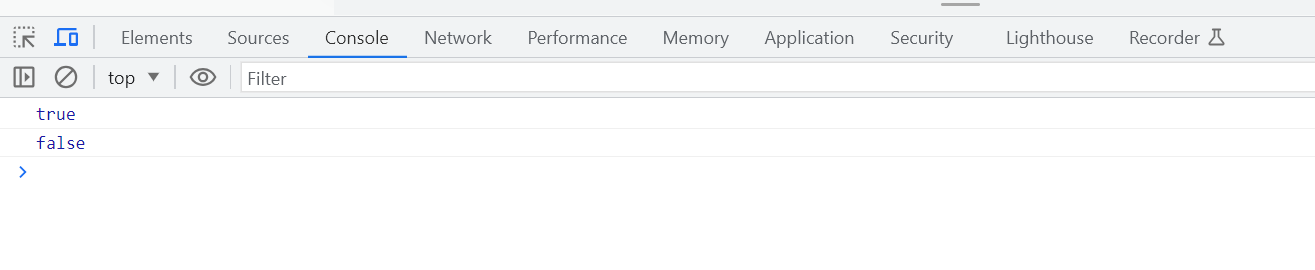 Elements Sources Console Network Performance Memory Application Security Lighthouse Recorder
top Filter
true
false